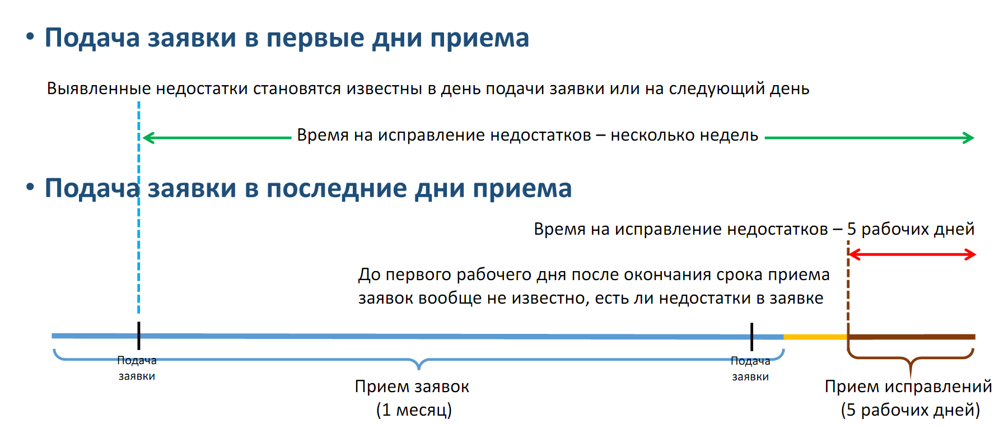 • Подача заявки в первые дни приема
Выявленные недостатки становятся известны в день подачи заявки или на следующий день
Время на исправление недостатков – несколько недель
• Подача заявки в последние дни приема
Время на исправление недостатков – 5 рабочих дней
До первого рабочего дня после окончания срока приема
заявок вообще не известно, есть ли недостатки в заявке
Подача
заявки
Подача
заявки
Прием заявок
(1 месяц)
Прием исправлений
(5 рабочих дней)